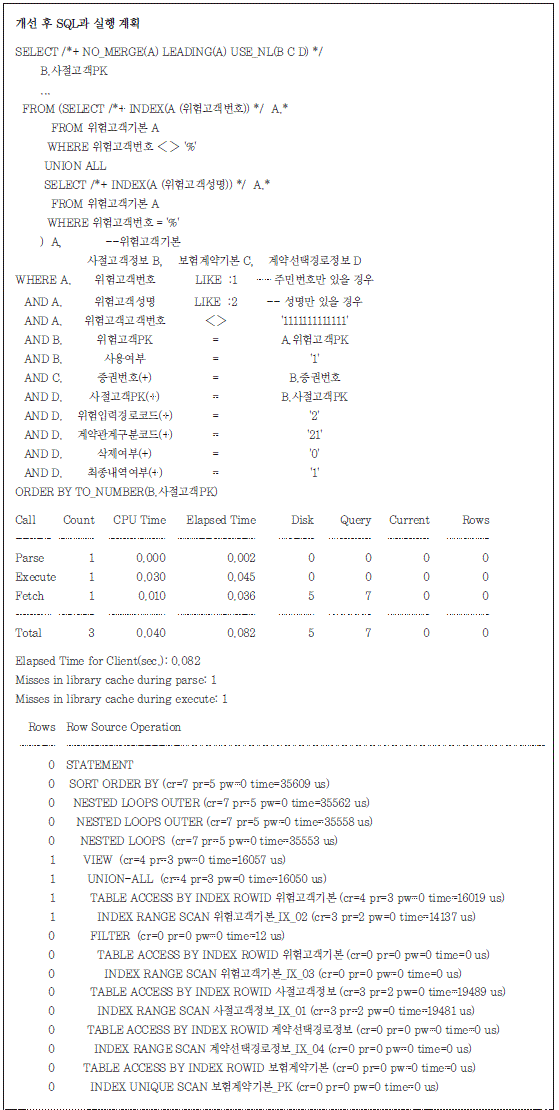 개선 후 SQL과 실행 계획
SELECT /*+ NO_MERGE(A) LEADING(A) USE_NL(B C D) */
B.사절고객PK
...
FROM (SELECT /*+ INDEX(A (위험고객번호)) */ A.*
FROM 위험고객기본 A
WHERE 위험고객번호 <> '%'
UNION ALL
SELECT /*+ INDEX(A (위험고객성명)) */ A.*
FROM 위험고객기본 A
WHERE 위험고객번호 = '%'
) A, --위험고객기본
사절고객정보 B, 보험계약기본 C, 계약선택경로정보 D
WHERE A. 위험고객번호 LIKE :1 -- 주민번호만 있을 경우
AND A. 위험고객성명 LIKE :2 -- 성명만 있을 경우
AND A. 위험고객고객번호 <> '1111111111111'
AND B. 위험고객PK = A.위험고객PK
AND B. 사용여부 = '1'
AND C. 증권번호(+) = B.증권번호
AND D. 사절고객PK(+) = B.사절고객PK
AND D. 위험입력경로코드(+) = '2'
AND D. 계약관계구분코드(+) = '21'
AND D. 삭제여부(+) = '0'
AND D. 최종내역여부(+) = '1'
ORDER BY TO_NUMBER(B.사절고객PK)
Call Count CPU Time Elapsed Time Disk Query Current Rows
Parse 1 0.000 0.002 0 0 0 0
Execute 1 0.030 0.045 0 0 0 0
Fetch 1 0.010 0.036 5 7 0 0
Total 3 0.040 0.082 5 7 0 0
Elapsed Time for Client(sec.): 0.082
Misses in library cache during parse: 1
Misses in library cache during execute: 1
Rows Row Source Operation
0 STATEMENT
0 SORT ORDER BY (cr=7 pr=5 pw=0 time=35609 us)
0 NESTED LOOPS OUTER (cr=7 pr=5 pw=0 time=35562 us)
0 NESTED LOOPS OUTER (cr=7 pr=5 pw=0 time=35558 us)
0 NESTED LOOPS (cr=7 pr=5 pw=0 time=35553 us)
1 VIEW (cr=4 pr=3 pw=0 time=16057 us)
1 UNION-ALL (cr=4 pr=3 pw=0 time=16050 us)
1 TABLE ACCESS BY INDEX ROWID 위험고객기본 (cr=4 pr=3 pw=0 time=16019 us)
1 INDEX RANGE SCAN 위험고객기본_IX_02 (cr=3 pr=2 pw=0 time=14137 us)
0 FILTER (cr=0 pr=0 pw=0 time=12 us)
0 TABLE ACCESS BY INDEX ROWID 위험고객기본 (cr=0 pr=0 pw=0 time=0 us)
0 INDEX RANGE SCAN 위험고객기본_IX_03 (cr=0 pr=0 pw=0 time=0 us)
0 TABLE ACCESS BY INDEX ROWID 사절고객정보 (cr=3 pr=2 pw=0 time=19489 us)
0 INDEX RANGE SCAN 사절고객정보_IX_01 (cr=3 pr=2 pw=0 time=19481 us)
0 TABLE ACCESS BY INDEX ROWID 계약선택경로정보 (cr=0 pr=0 pw=0 time=0 us)
0 INDEX RANGE SCAN 계약선택경로정보_IX_04 (cr=0 pr=0 pw=0 time=0 us)
0 TABLE ACCESS BY INDEX ROWID 보험계약기본 (cr=0 pr=0 pw=0 time=0 us)
0 INDEX UNIQUE SCAN 보험계약기본_PK (cr=0 pr=0 pw=0 time=0 us)